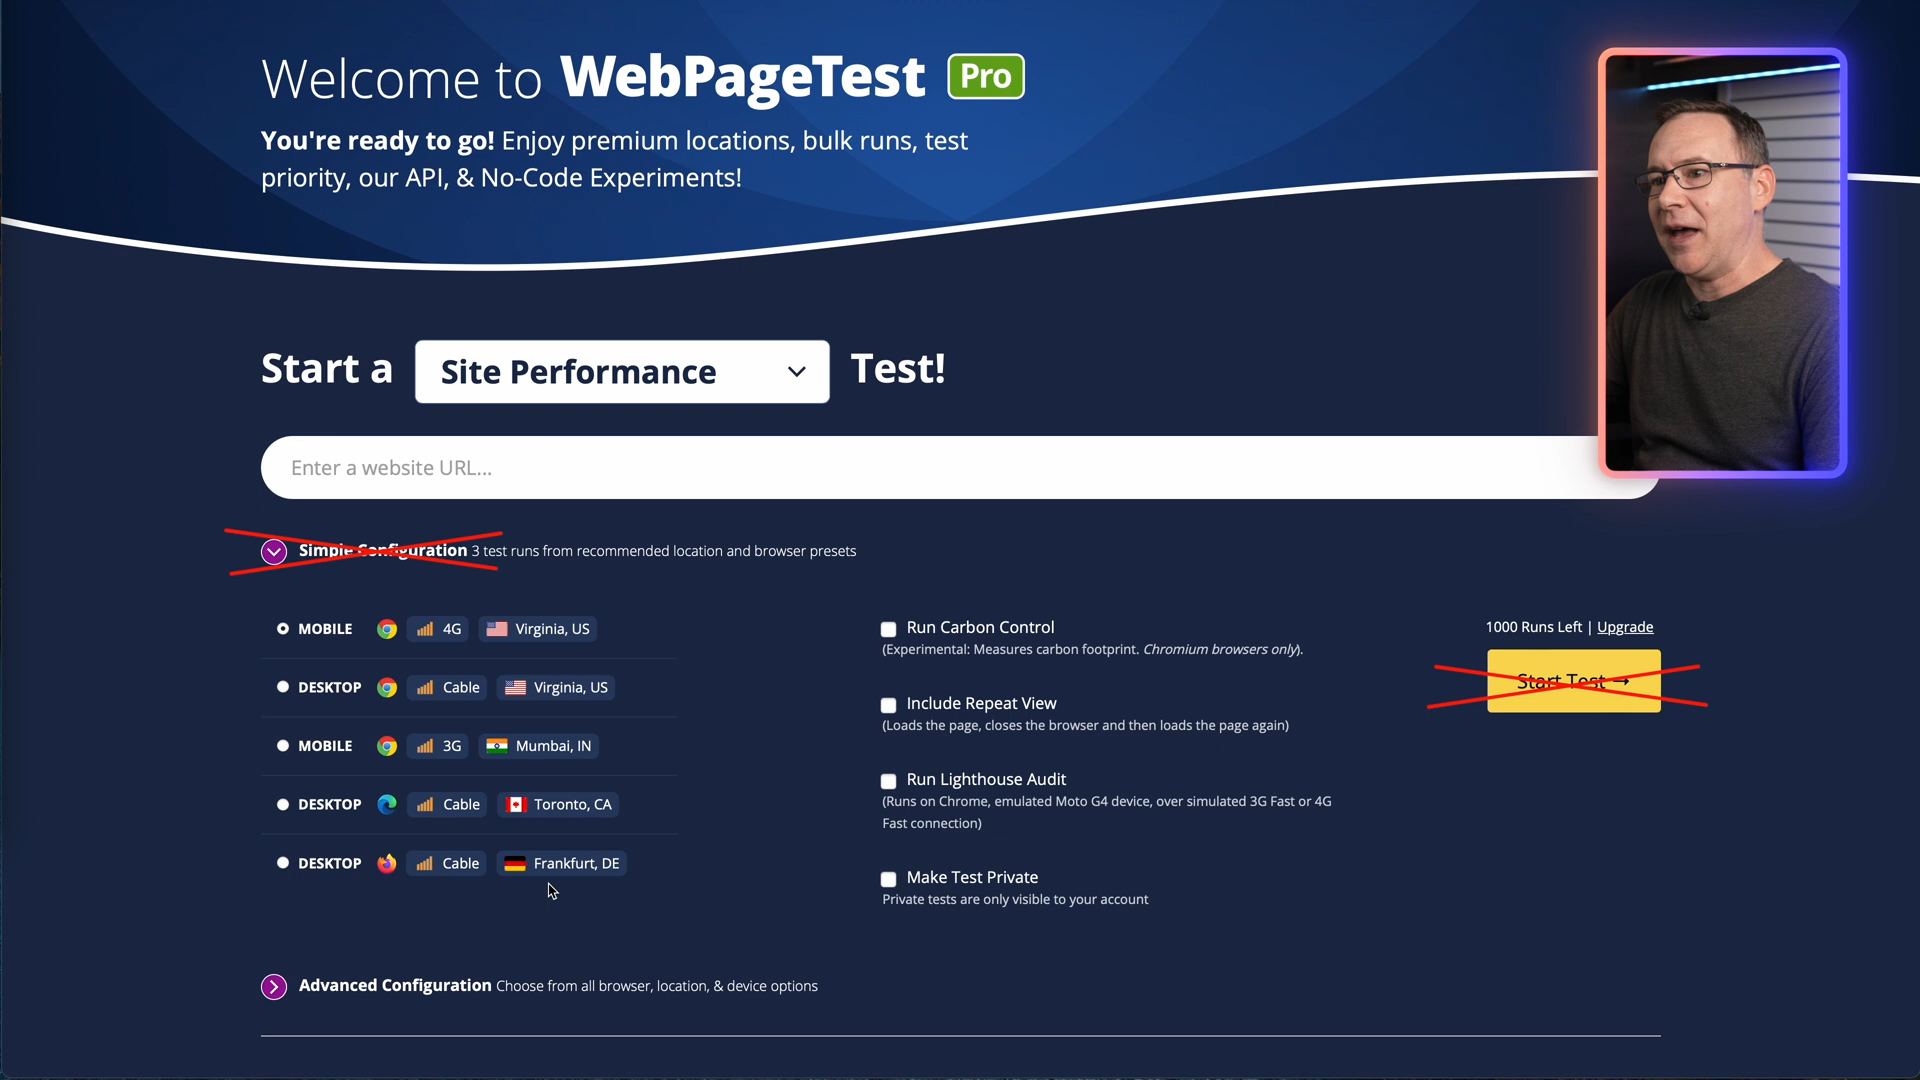 Welcome to WebPageTest Pro
You're ready to go! Enjoy premium locations, bulk runs, test
priority, our API, & No-Code Experiments!
Start a Site Performance Test!
Enter a website URL...
Simple Configuration 3 test runs from recommended location and browser presets
MOBILE 4G Virginia, US
DESKTOP Cable Virginia, US
MOBILE 3G Mumbai, IN
DESKTOP Cable Toronto, CA
DESKTOP Cable Frankfurt, DE
Run Carbon Control
(Experimental: Measures carbon footprint. Chromium browsers only).
Include Repeat View
(Loads the page, closes the browser and then loads the page again)
Run Lighthouse Audit
(Runs on Chrome, emulated Moto G4 device, over simulated 3G Fast or 4G
Fast connection)
Make Test Private
Private tests are only visible to your account
1000 Runs Left | Upgrade
Start Test →
Advanced Configuration Choose from all browser, location, & device options